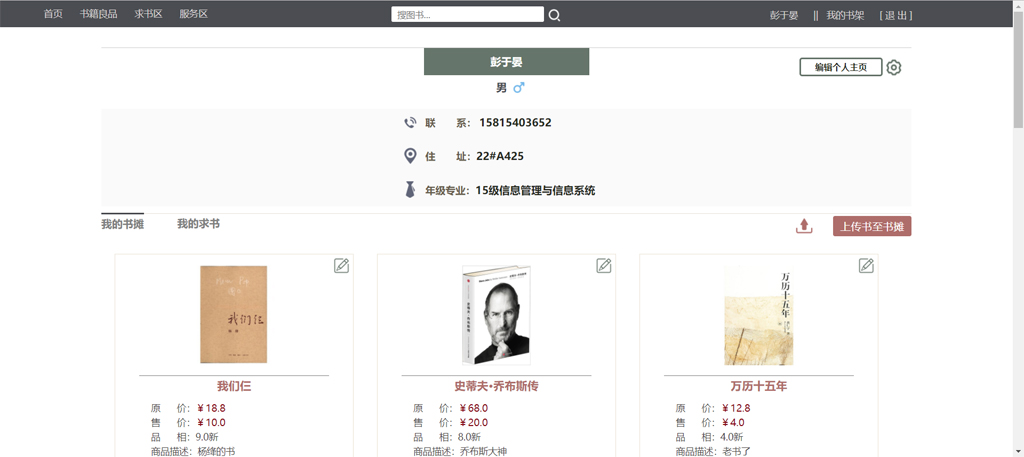 首页 书籍良品 求书区 服务区 搜图书... 彭于晏 || 我的书架 [ 退 出 ]
彭于晏
编辑个人主页
男
联 系： 15815403652
住 址： 22#A425
年级专业： 15级信息管理与信息系统
我的书摊 我的求书 上传书至书摊
我们仨
史蒂夫·乔布斯传
万历十五年
我们仨 史蒂夫•乔布斯传 万历十五年
原 价：￥18.8 原 价：￥68.0 原 价：￥12.8
售 价：￥10.0 售 价：￥20.0 售 价：￥4.0
品 相：9.0新 品 相：8.0新 品 相：4.0新
商品描述：杨绛的书 商品描述：乔布斯大神 商品描述：老书了